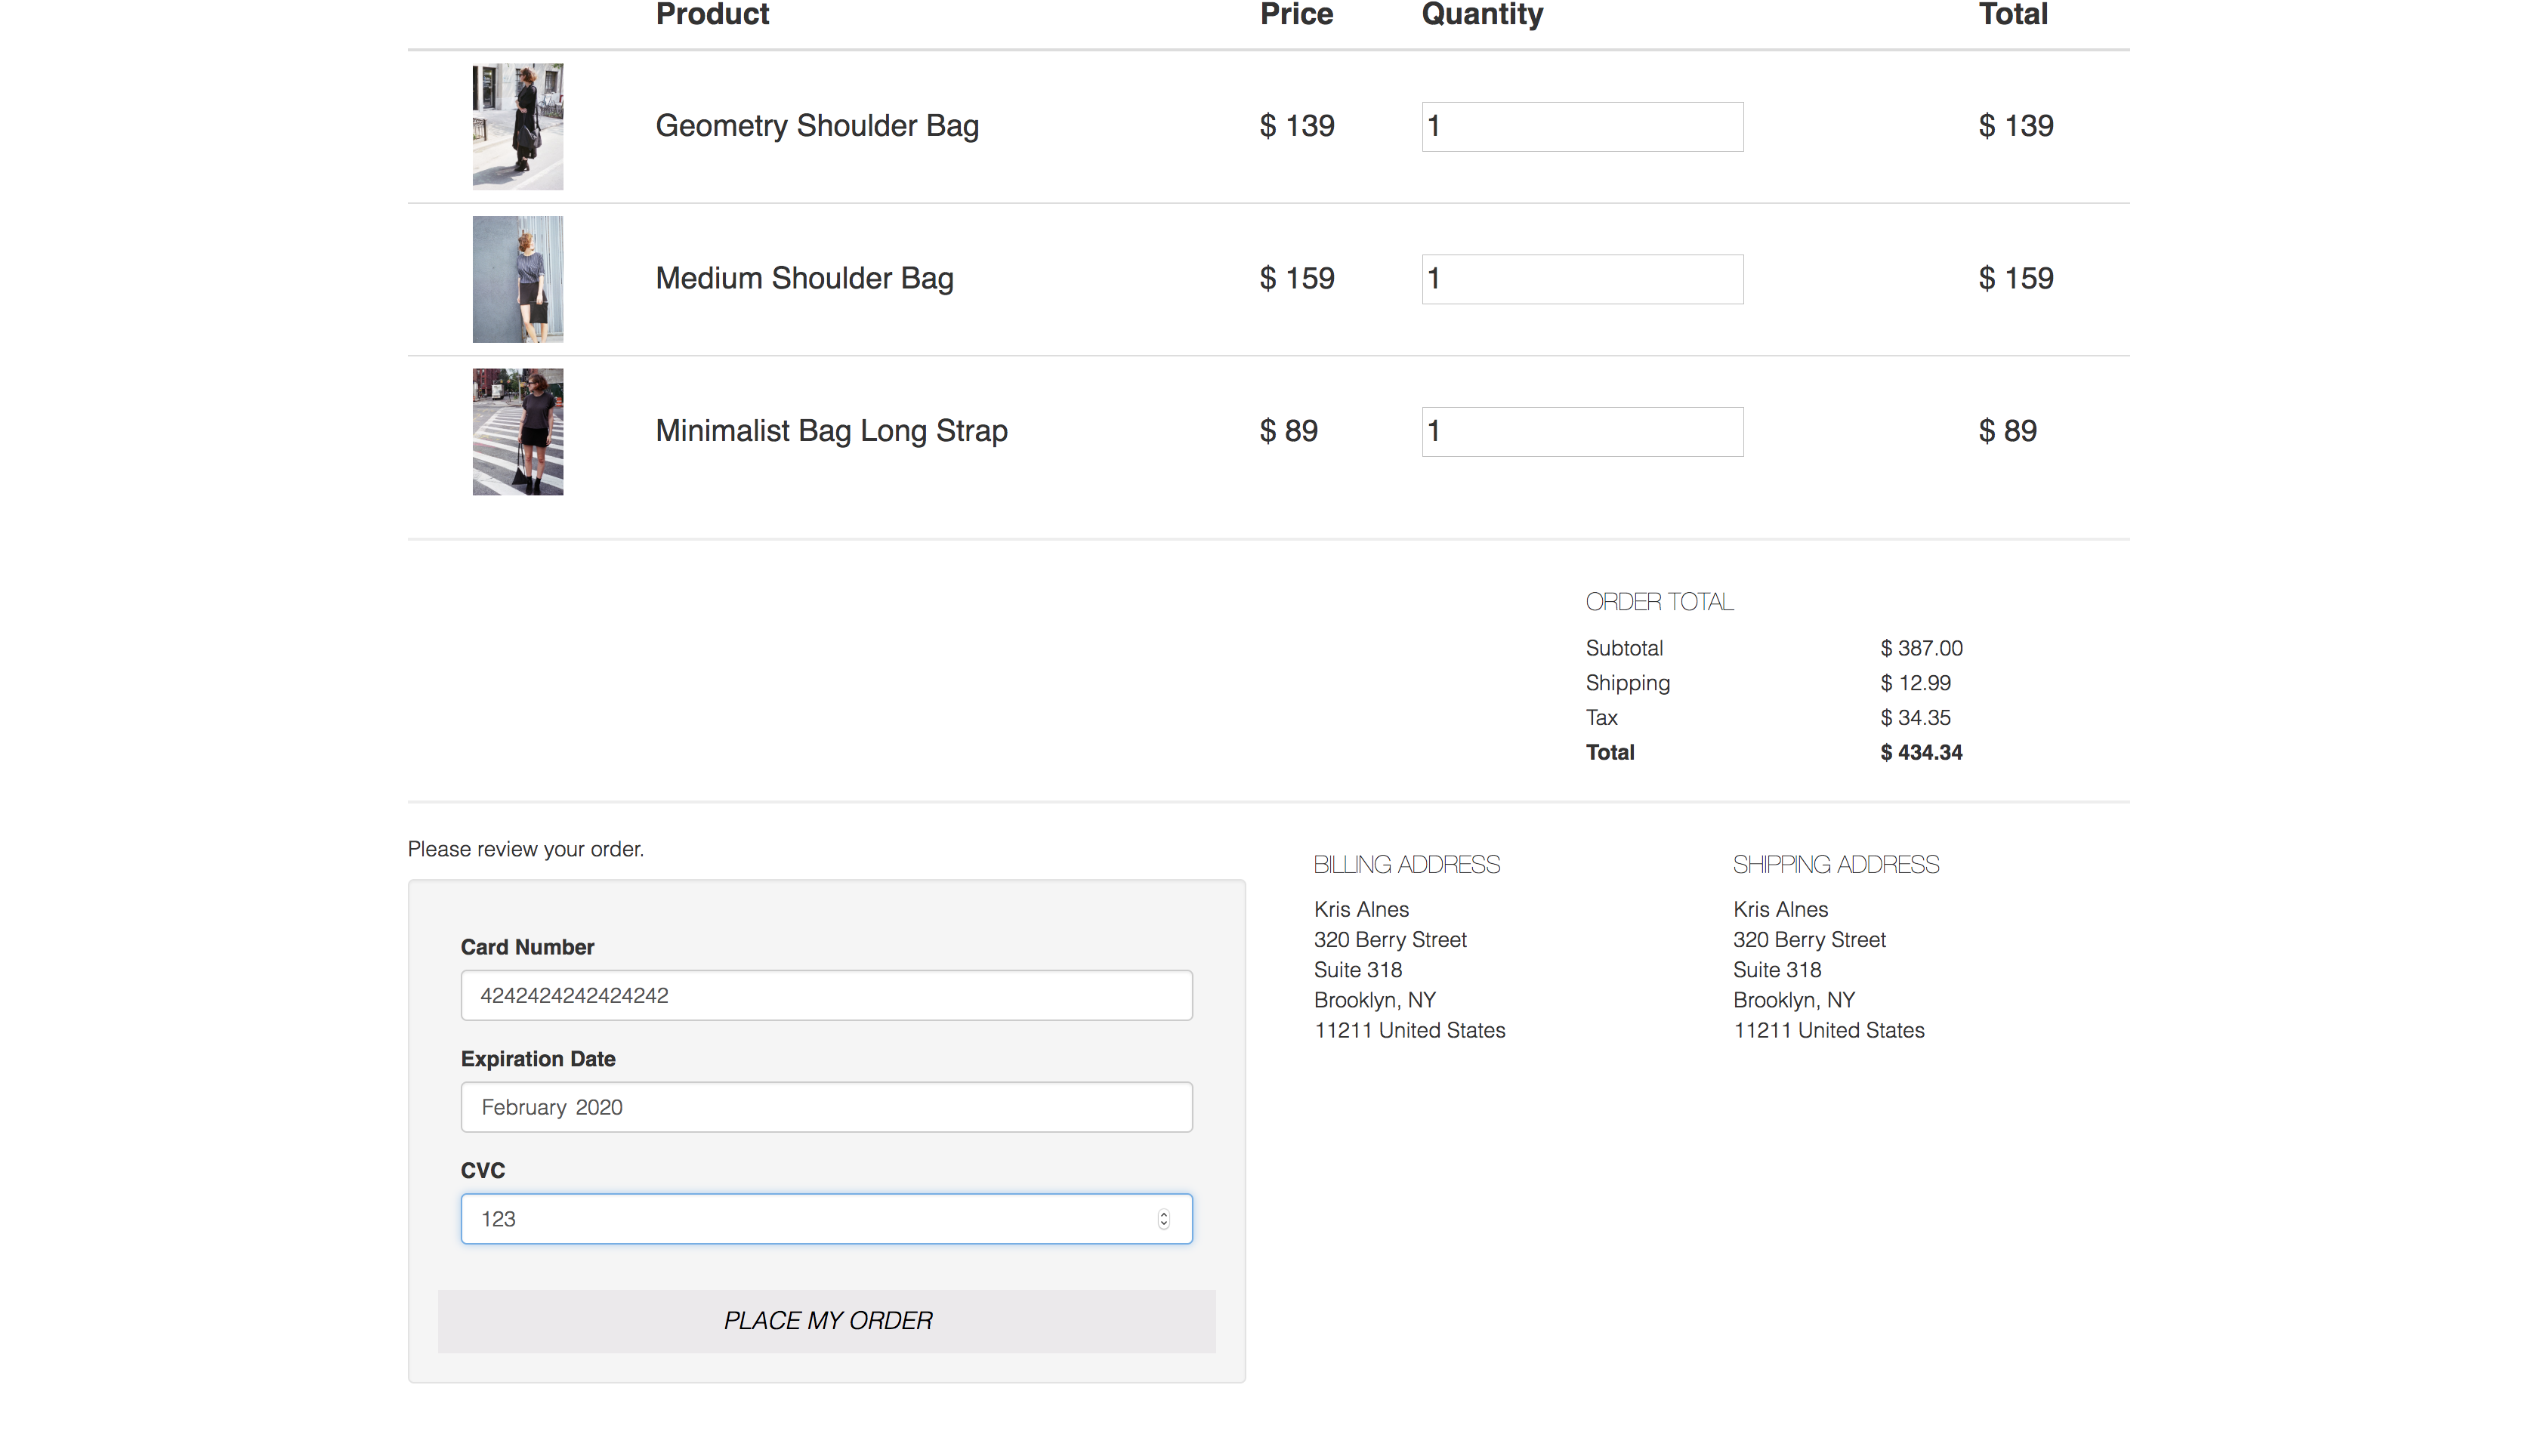 Product Price Quantity Total
Geometry Shoulder Bag $ 139 1 $ 139
Medium Shoulder Bag $ 159 1 $ 159
Minimalist Bag Long Strap $ 89 1 $ 89
ORDER TOTAL
Subtotal $ 387.00
Shipping $ 12.99
Tax $ 34.35
Total $ 434.34
Please review your order.
Card Number
4242424242424242
Expiration Date
February 2020
CVC
123
PLACE MY ORDER
BILLING ADDRESS
Kris Alnes
320 Berry Street
Suite 318
Brooklyn, NY
11211 United States
SHIPPING ADDRESS
Kris Alnes
320 Berry Street
Suite 318
Brooklyn, NY
11211 United States